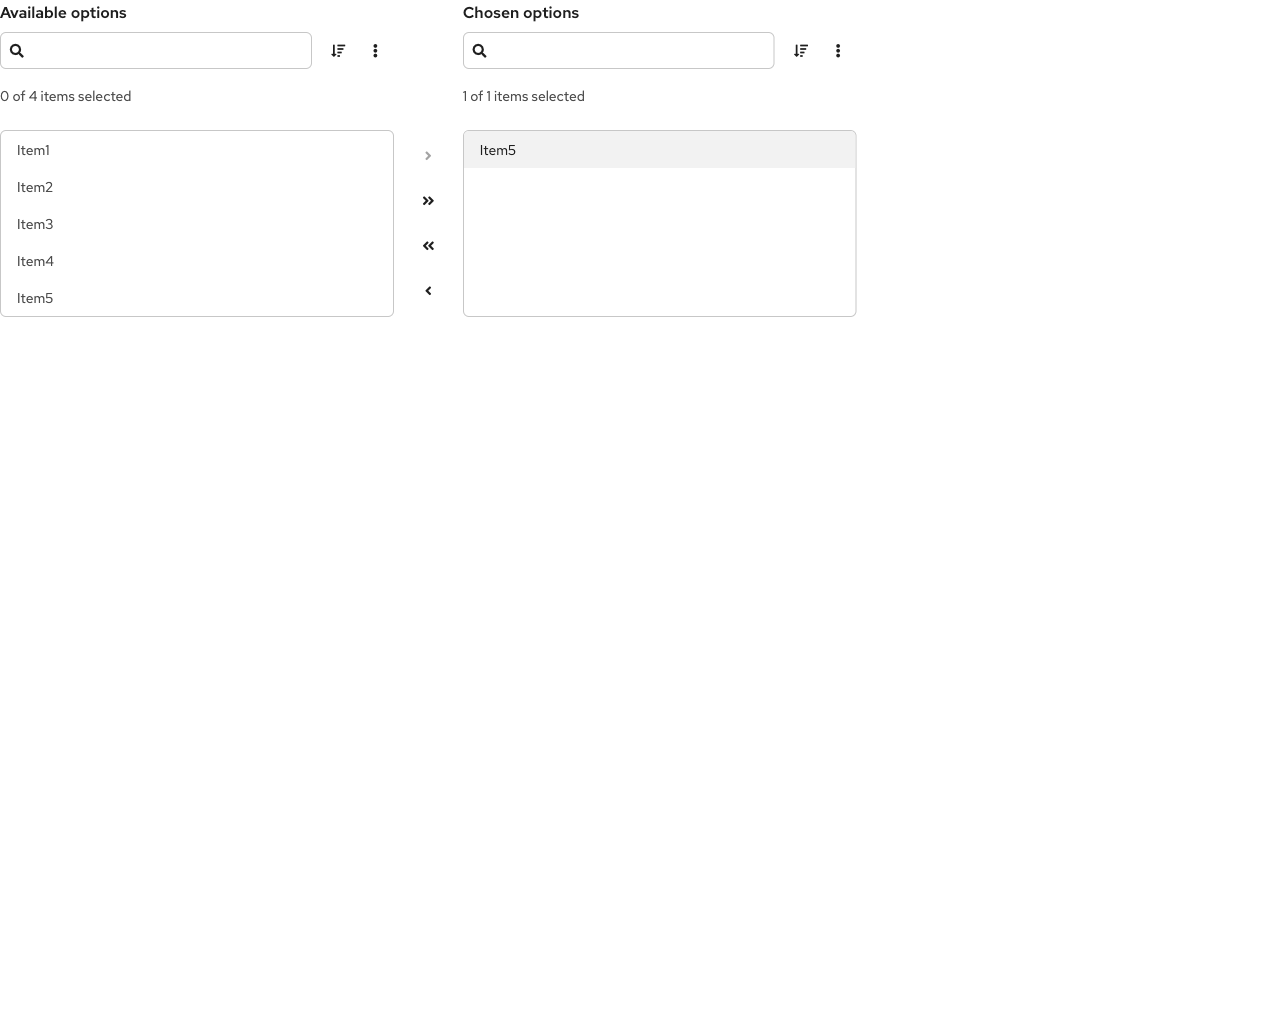 Available options
0 of 4 items selected
Item1
Item2
Item3
Item4
Item5
Chosen options
1 of 1 items selected
Item5